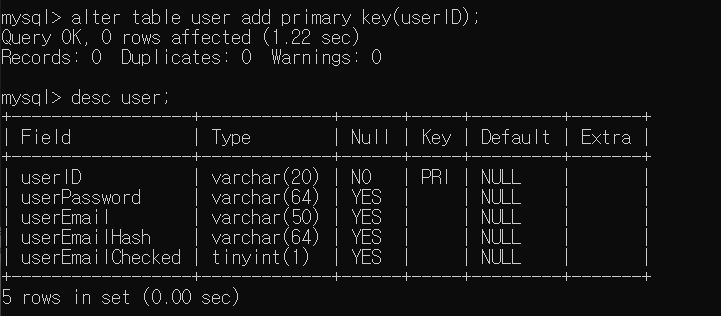 mysql> alter table user add primary key(userID);
Query OK, 0 rows affected (1.22 sec)
Records: 0  Duplicates: 0  Warnings: 0

mysql> desc user;
+------------------+-------------+------+-----+---------+-------+
| Field            | Type        | Null | Key | Default | Extra |
+------------------+-------------+------+-----+---------+-------+
| userID           | varchar(20) | NO   | PRI | NULL    |       |
| userPassword     | varchar(64) | YES  |     | NULL    |       |
| userEmail        | varchar(50) | YES  |     | NULL    |       |
| userEmailHash    | varchar(64) | YES  |     | NULL    |       |
| userEmailChecked | tinyint(1)  | YES  |     | NULL    |       |
+------------------+-------------+------+-----+---------+-------+
5 rows in set (0.00 sec)